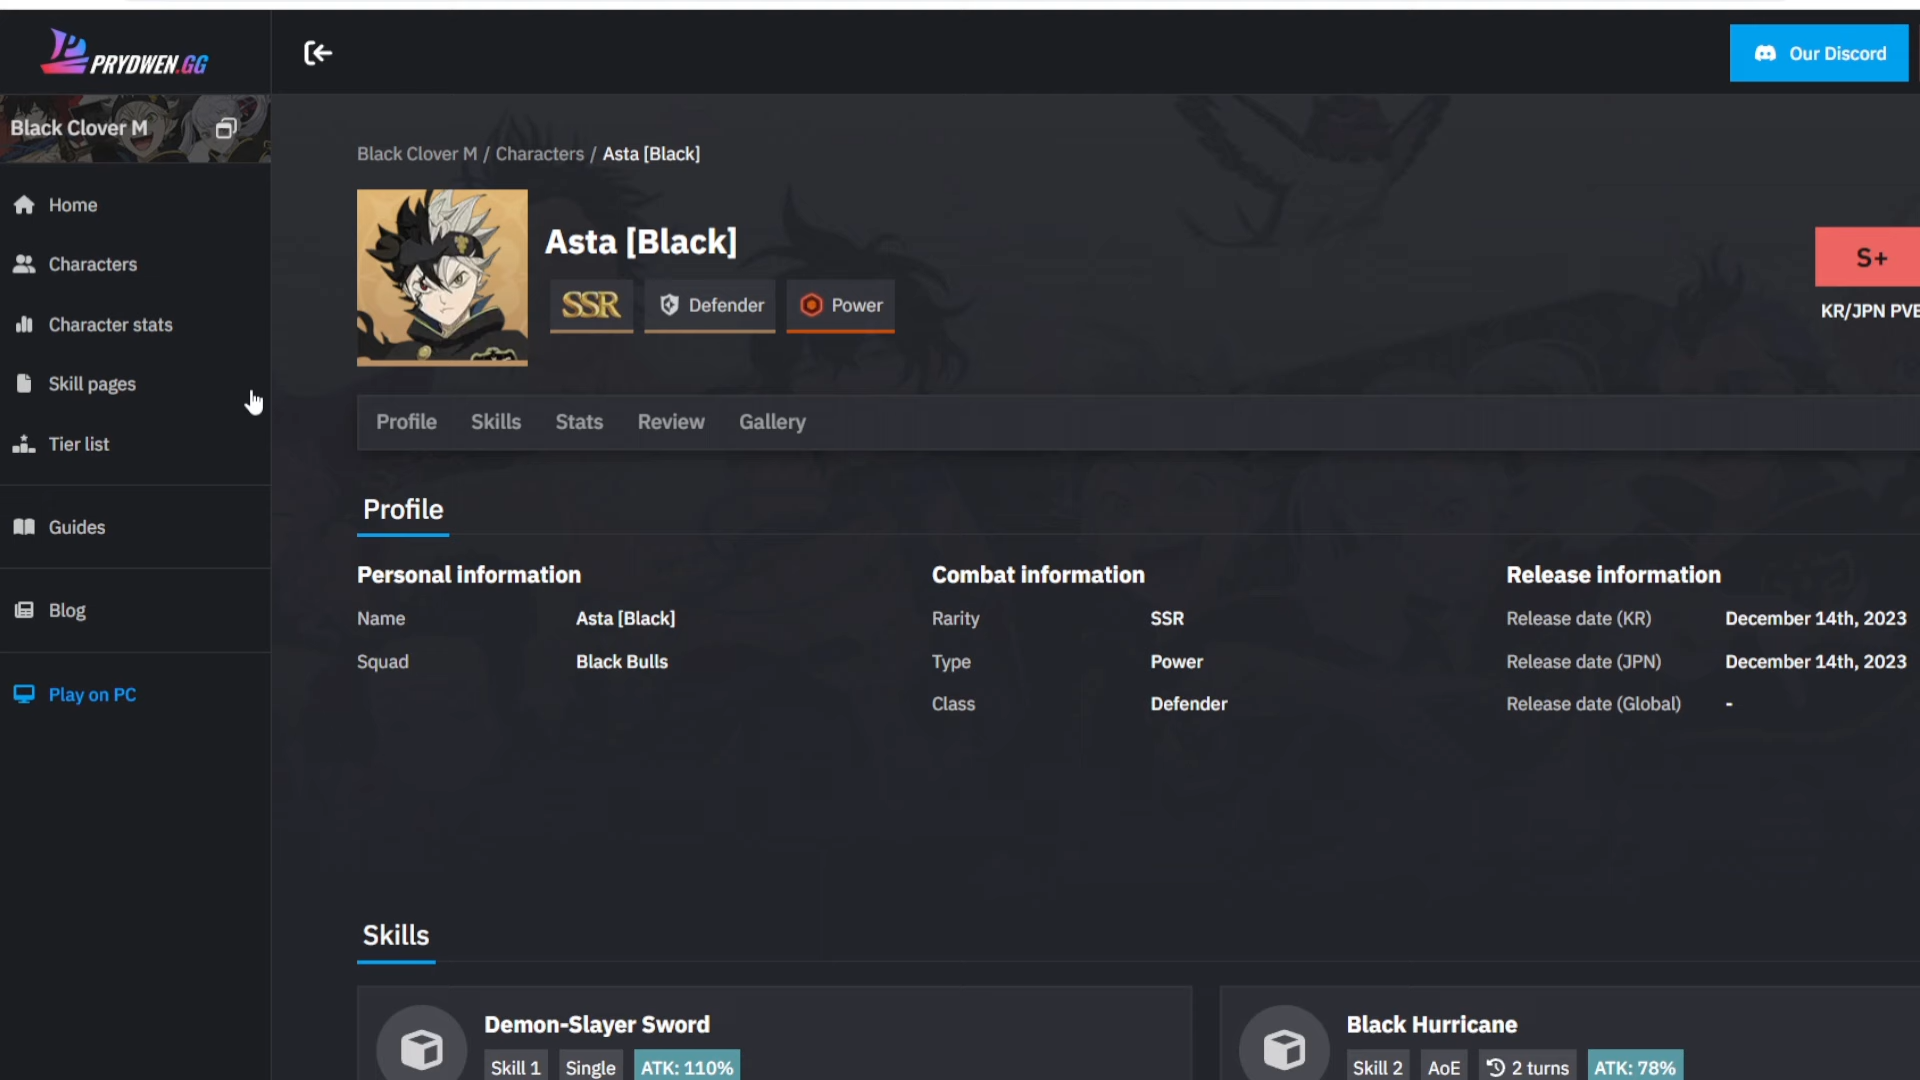 PRYDWEN.GG
Our Discord
Black Clover M
Home
Characters
Character stats
Skill pages
Tier list
Guides
Blog
Play on PC
Black Clover M / Characters / Asta [Black]
Asta [Black]
SSR
Defender
Power
S+
KR/JPN PVE
Profile
Skills
Stats
Review
Gallery
Profile
Personal information
Name
Asta [Black]
Squad
Black Bulls
Combat information
Rarity
SSR
Type
Power
Class
Defender
Release information
Release date (KR)
December 14th, 2023
Release date (JPN)
December 14th, 2023
Release date (Global)
-
Skills
Demon-Slayer Sword
Skill 1
Single
ATK: 110%
Black Hurricane
Skill 2
AoE
2 turns
ATK: 78%